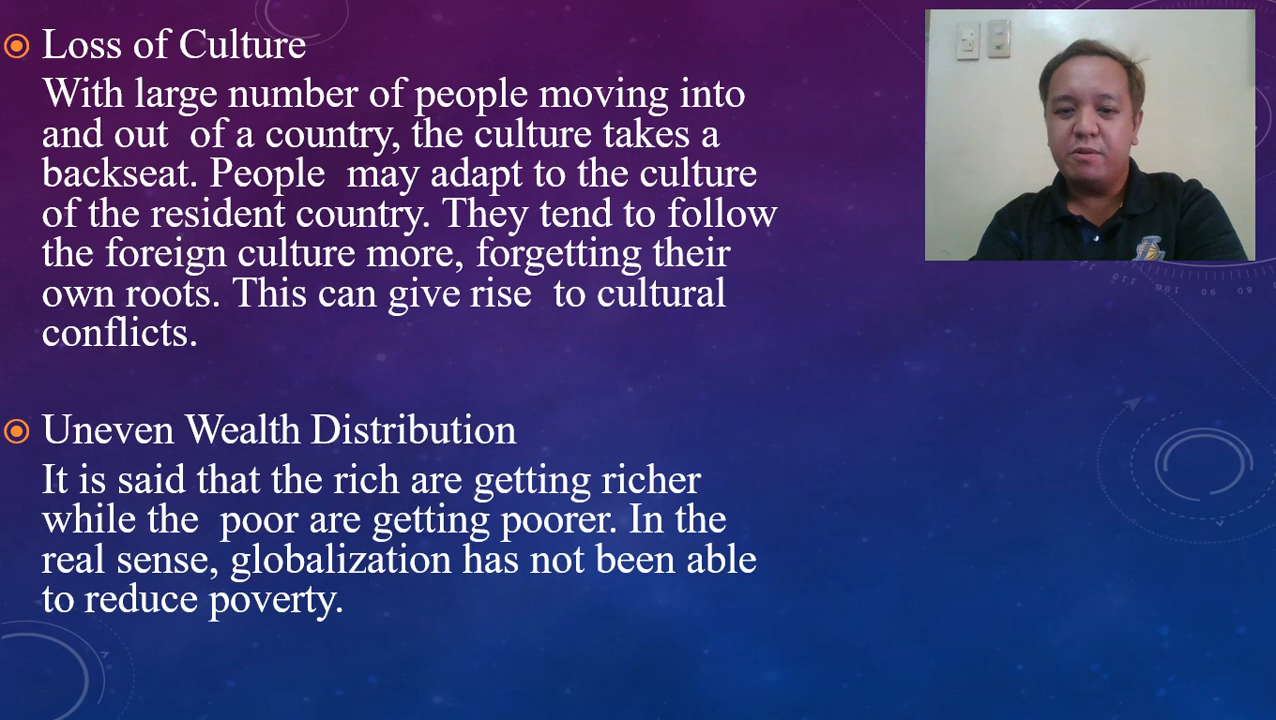 Loss of Culture
With large number of people moving into
and out  of a country, the culture takes a
backseat. People  may adapt to the culture
of the resident country. They tend to follow
the foreign culture more, forgetting their
own roots. This can give rise  to cultural
conflicts.
Uneven Wealth Distribution
It is said that the rich are getting richer
while the  poor are getting poorer. In the
real sense, globalization has not been able
to reduce poverty.